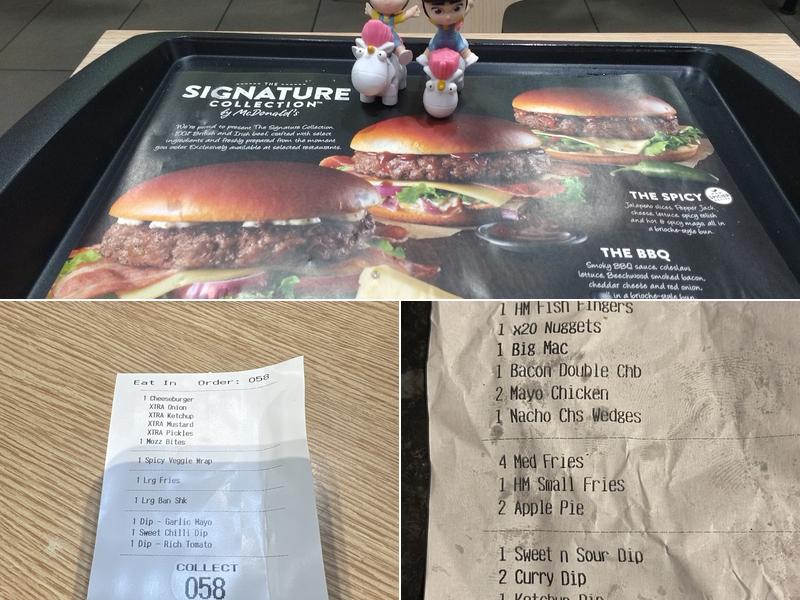 THE
SIGNATURE
COLLECTION™
by McDonald's
We're proud to present The Signature Collection.
100% British and Irish beef, crafted with select
ingredients and freshly prepared from the moment
you order. Exclusively available at selected restaurants.
THE SPICY
Jalapeño slices, Pepper Jack
cheese, lettuce, spicy relish
and hot & spicy mayo, all in
a brioche-style bun.
THE BBQ
Smoky BBQ sauce, coleslaw
lettuce, Beechwood smoked bacon,
cheddar cheese and red onion,
all in a brioche-style bun.
Eat In Order: 058
1 Cheeseburger
XTRA Onion
XTRA Ketchup
XTRA Mustard
XTRA Pickles
1 Mozz Bites
1 Spicy Veggie Wrap
1 Lrg Fries
1 Lrg Ban Shk
1 Dip - Garlic Mayo
1 Sweet Chilli Dip
1 Dip - Rich Tomato
COLLECT
058
1 HM Fish Fingers
1 x20 Nuggets
1 Big Mac
1 Bacon Double Chb
2 Mayo Chicken
1 Nacho Chs Wedges
4 Med Fries
1 HM Small Fries
2 Apple Pie
1 Sweet n Sour Dip
2 Curry Dip
1 Ketchup Dip